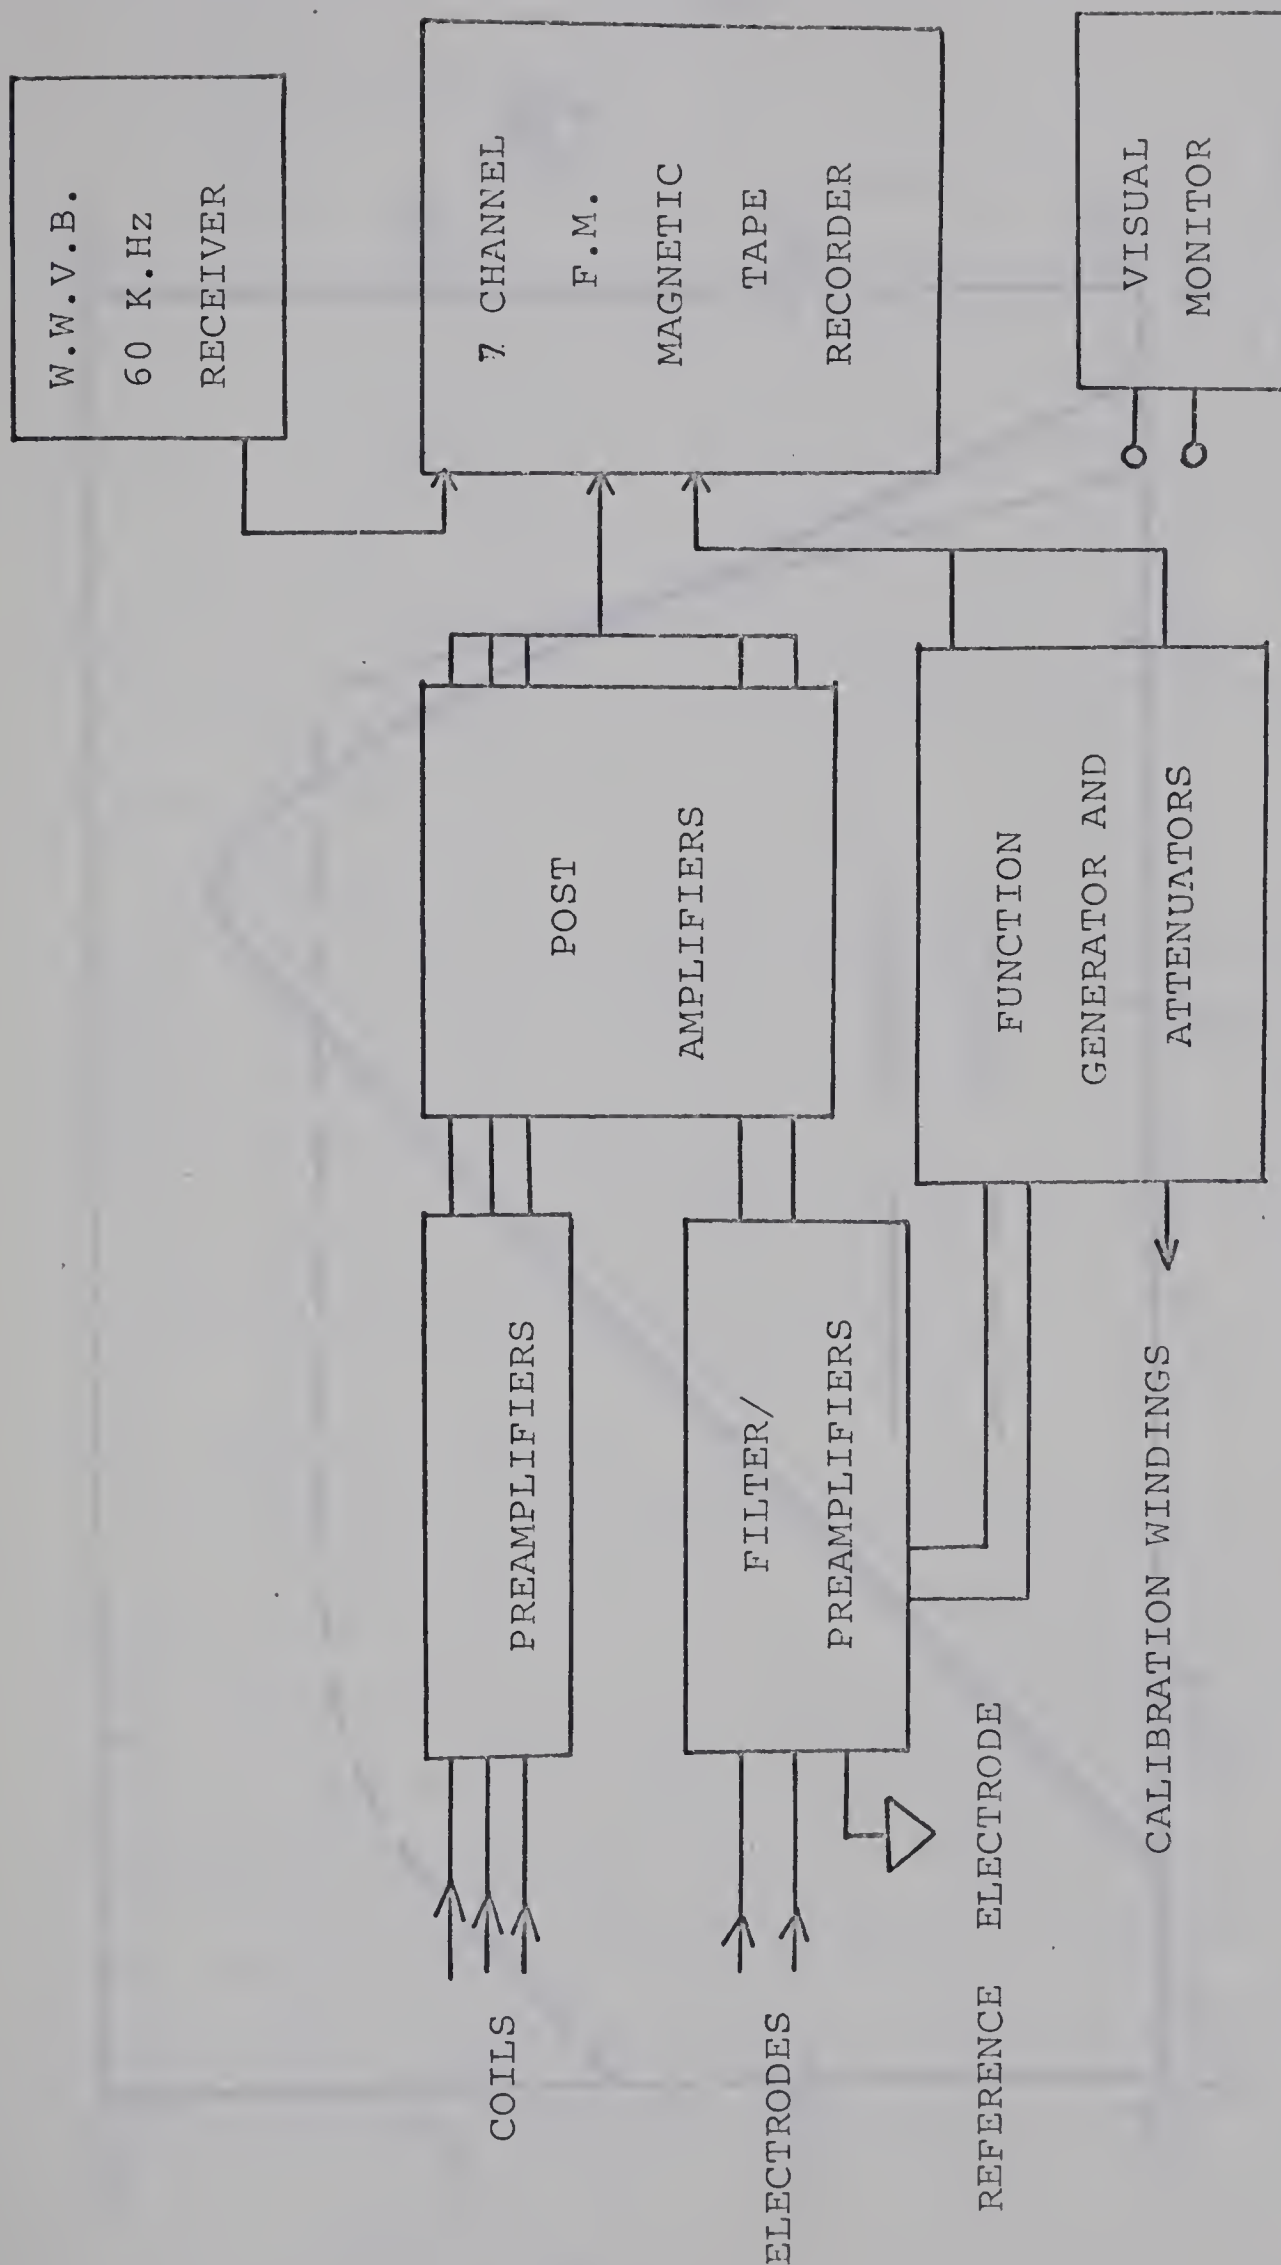 W.W.V.B.
60 K.Hz
RECEIVER
7 CHANNEL
F.M.
MAGNETIC
TAPE
RECORDER
VISUAL
MONITOR
POST
AMPLIFIERS
FUNCTION
GENERATOR AND
ATTENUATORS
PREAMPLIFIERS
FILTER/
PREAMPLIFIERS
COILS
ELECTRODES
REFERENCE ELECTRODE
CALIBRATION WINDINGS